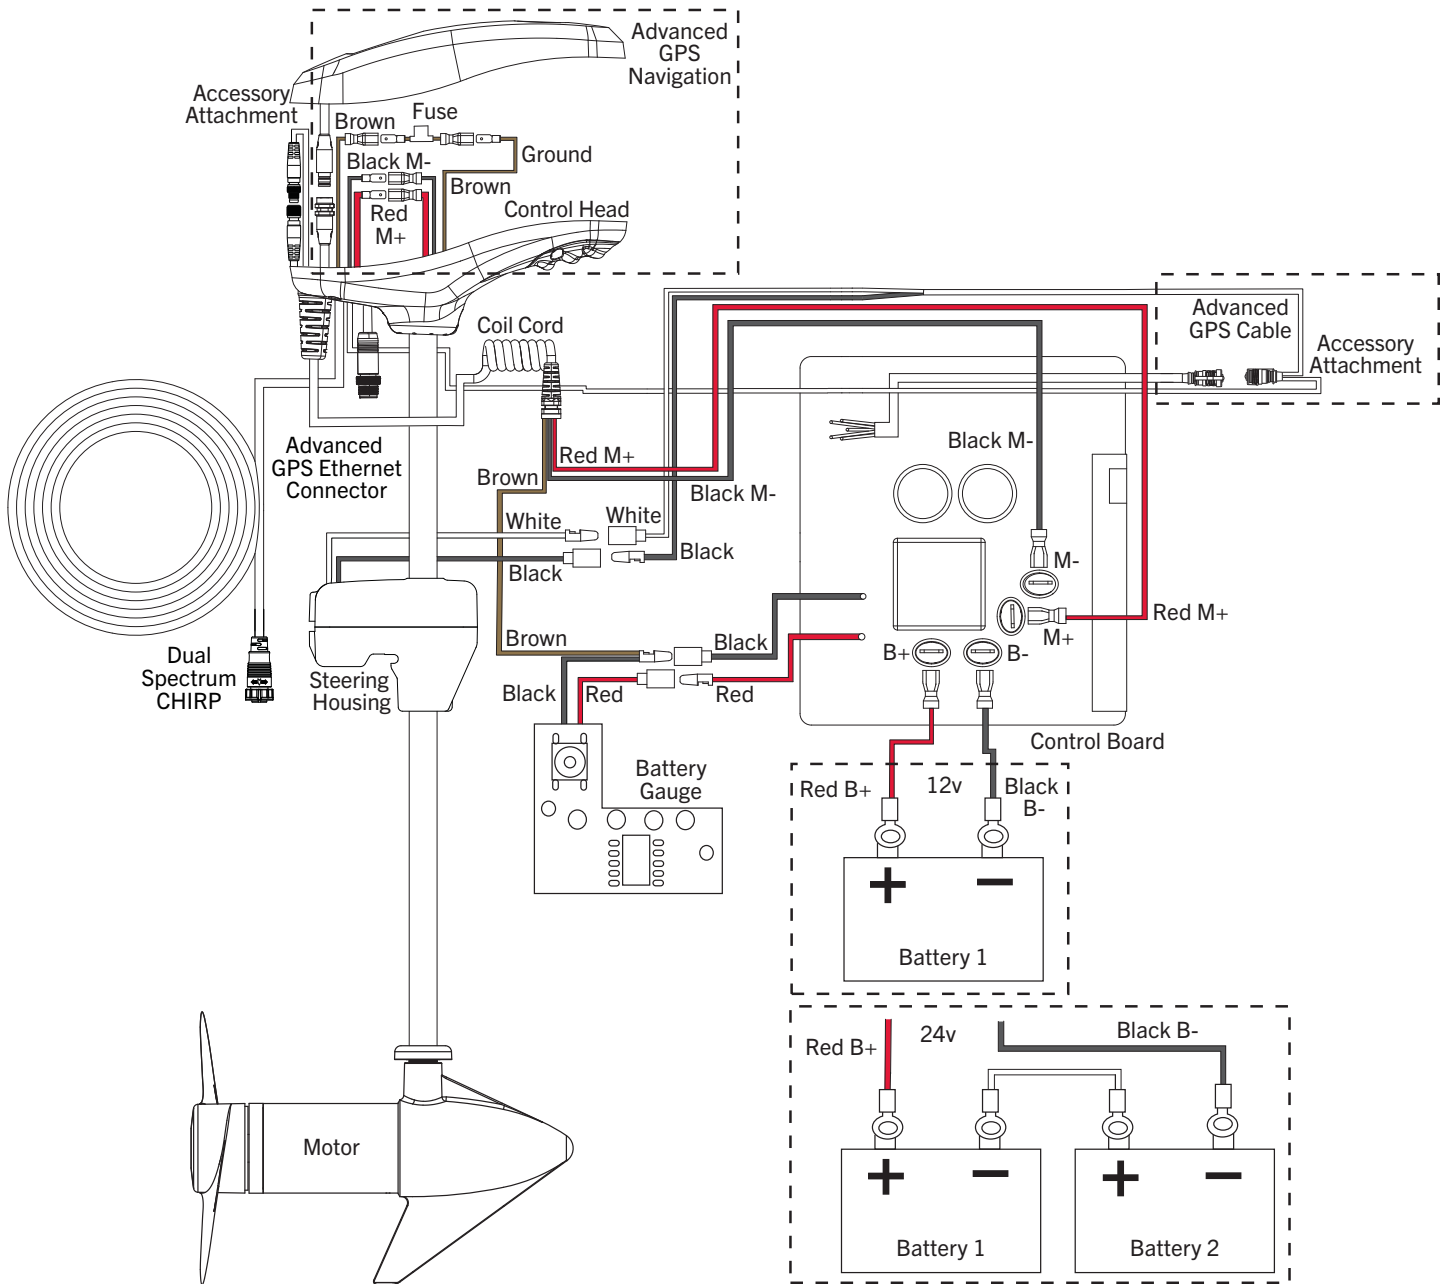 Advanced
GPS
Navigation
Accessory
Attachment
Fuse
Brown
Ground
Black M-
Brown
Red
M+
Control Head
Advanced
GPS Cable
Accessory
Attachment
Coil Cord
Advanced
GPS Ethernet
Connector
Red M+
Black M-
Brown
Black M-
White
White
Black
Black
M-
Red M+
M+
Brown
Black
B+
B-
Dual
Spectrum
CHIRP
Steering
Housing
Black
Red
Red
Control Board
Battery
Gauge
Red B+
12v
Black
B-
+
−
Battery 1
Red B+
24v
Black B-
+
−
+
−
Battery 1
Battery 2
Motor